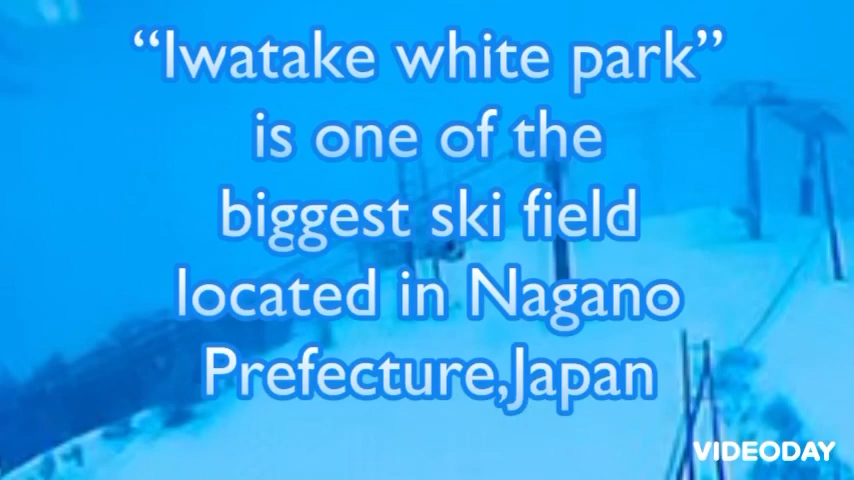 “Iwatake white park”
is one of the
biggest ski field
located in Nagano
Prefecture,Japan
VIDEODAY